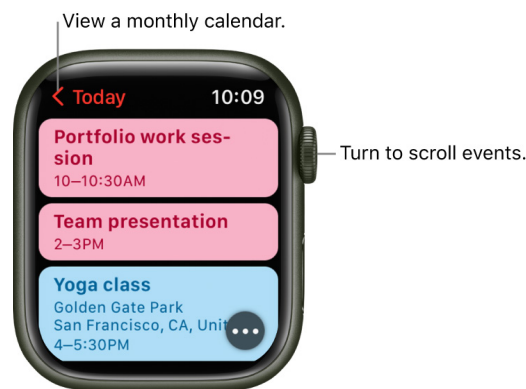 View a monthly calendar.
Today 10:09
Portfolio work ses-
sion
10–10:30AM
Turn to scroll events.
Team presentation
2–3PM
Yoga class
Golden Gate Park
San Francisco, CA,
4–5:30PM